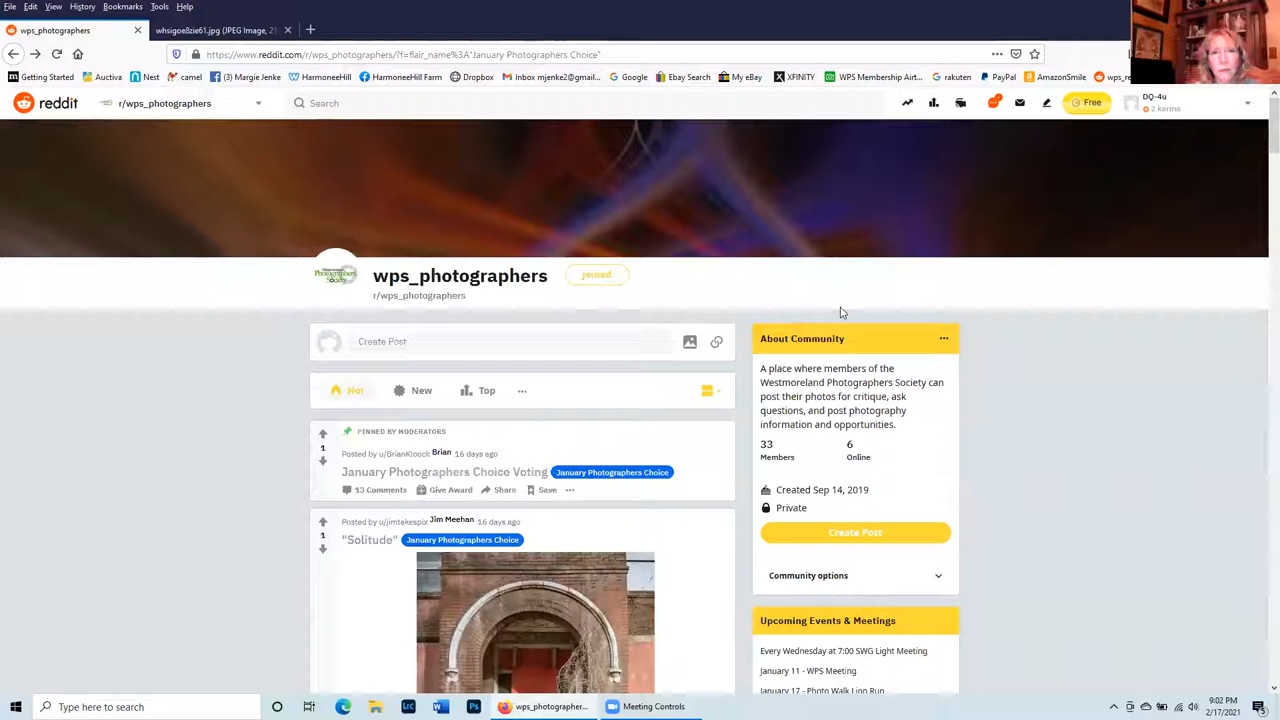 File Edit View History Bookmarks Tools Help
wps_photographers
whsigoe8zie61.jpg (JPEG Image, 21
https://www.reddit.com/r/wps_photographers/?f=flair_name%3A"January Photographers Choice"
Getting Started Auctiva Nest camel (3) Margie Jenke HarmoneeHill HarmoneeHill Farm Dropbox Inbox mjenke2@gmail... Google Ebay Search My eBay XFINITY WPS Membership Airt... rakuten PayPal AmazonSmile
reddit r/wps_photographers Search Free DQ-4u
2 karma
wps_photographers joined
r/wps_photographers
Create Post
Hot New Top
PINNED BY MODERATORS
1
Posted by u/BrianKloock Brian 16 days ago
January Photographers Choice Voting January Photographers Choice
13 Comments Give Award Share Save
Posted by u/jimtakespix Jim Meehan 16 days ago
1
"Solitude" January Photographers Choice
About Community
A place where members of the
Westmoreland Photographers Society can
post their photos for critique, ask
questions, and post photography
information and opportunities.
33 6
Members Online
Created Sep 14, 2019
Private
Create Post
Community options
Upcoming Events & Meetings
Every Wednesday at 7:00 SWG Light Meeting
January 11 - WPS Meeting
January 17 - Photo Walk Linn Run
Type here to search
wps_photographer...
Meeting Controls
9:02 PM
2/17/2021
5